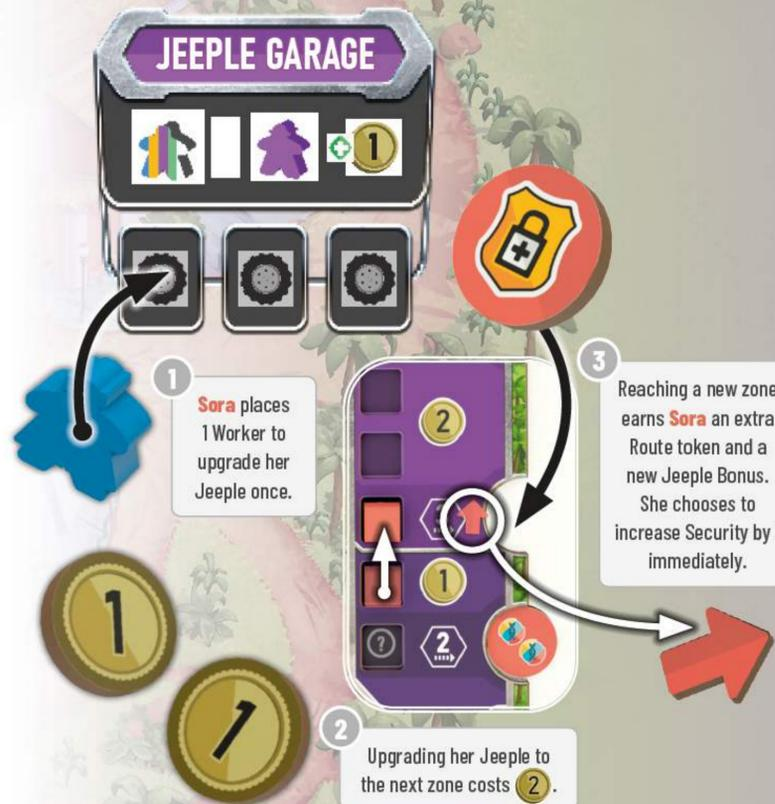 JEEPLE GARAGE
1
1
Sora places
1 Worker to
upgrade her
Jeeple once.
2
3
Reaching a new zone
earns Sora an extra
Route token and a
new Jeeple Bonus.
She chooses to
increase Security by
immediately.
3
1
?
2
1
1
2
Upgrading her Jeeple to
the next zone costs 2.